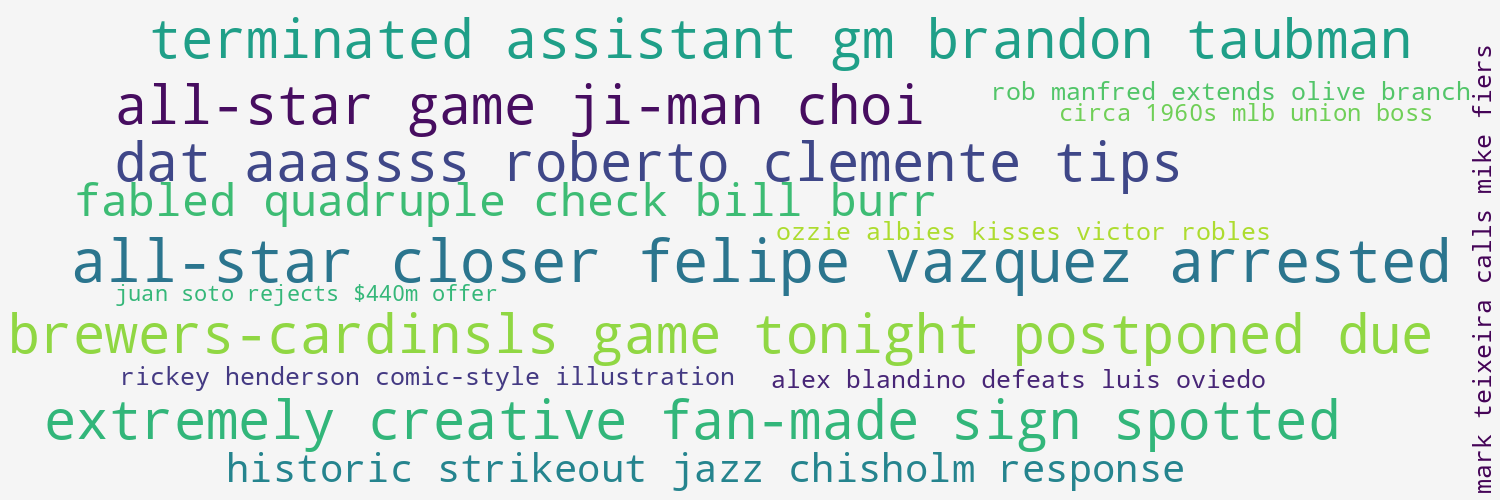 terminated assistant gm brandon taubman
all-star game ji-man choi
rob manfred extends olive branch
circa 1960s mlb union boss
dat aaassss roberto clemente tips
fabled quadruple check bill burr
ozzie albies kisses victor robles
all-star closer felipe vazquez arrested
juan soto rejects $440m offer
brewers-cardinsls game tonight postponed due
rickey henderson comic-style illustration
alex blandino defeats luis oviedo
extremely creative fan-made sign spotted
historic strikeout jazz chisholm response
mark teixeira calls mike fiers